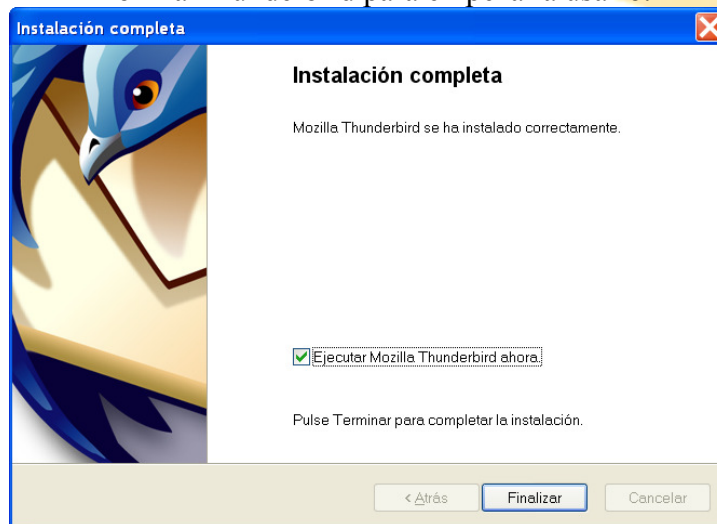 para
Instalación completa
Instalación completa
Mozilla Thunderbird se ha instalado correctamente.
Ejecutar Mozilla Thunderbird ahora.
Pulse Terminar para completar la instalación.
< Atrás Finalizar Cancelar